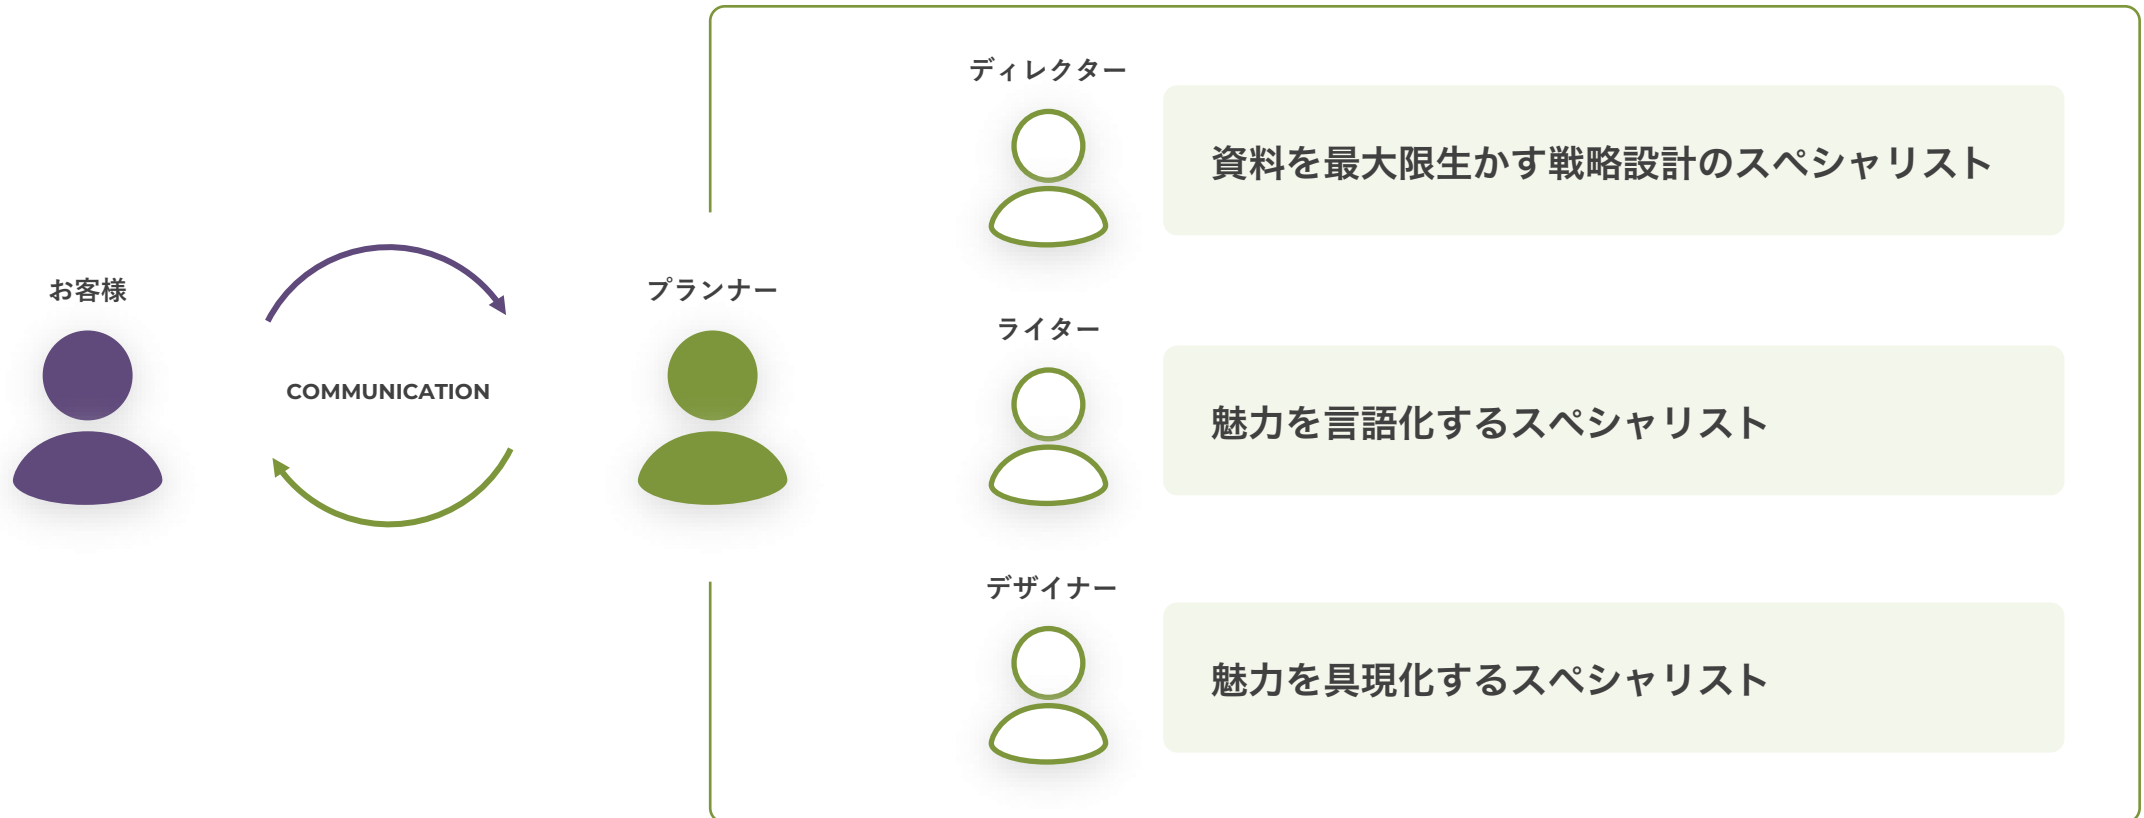 お客様
COMMUNICATION
プランナー
ディレクター
資料を最大限生かす戦略設計のスペシャリスト
ライター
魅力を言語化するスペシャリスト
デザイナー
魅力を具現化するスペシャリスト